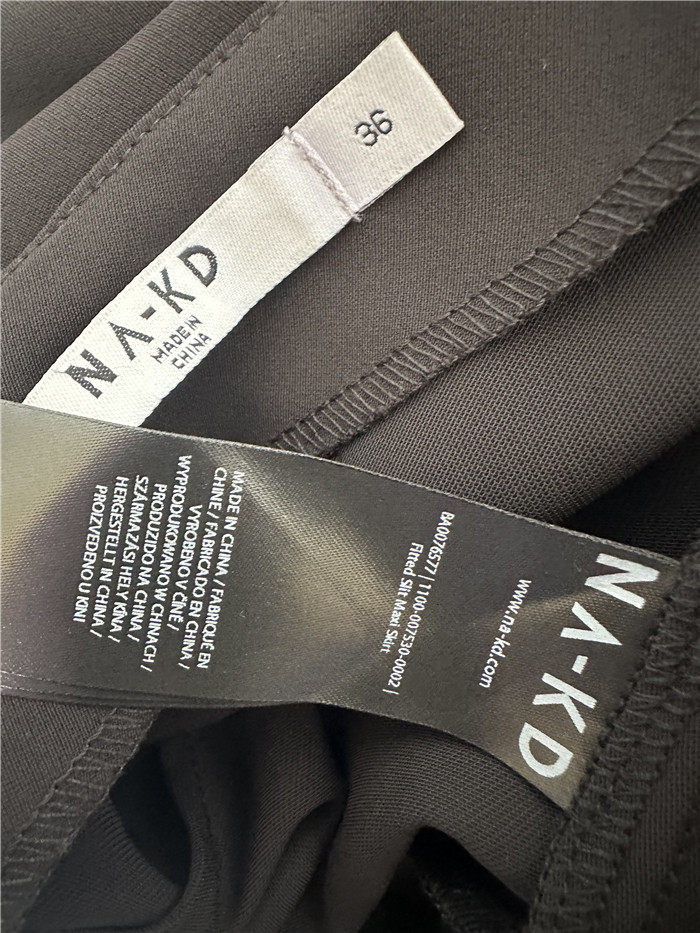 36
NA-KD
MADE IN
CHINA
NA-KD
www.na-kd.com
BA0076577 | 1100-007530-0002 |
Fitted Slit Maxi Skirt
MADE IN CHINA / FABRIQUÉ EN
CHINE / FABRICADO EN CHINA /
VYROBENO V ČÍNĚ /
WYPRODUKOWANO W CHINACH /
PRODUZIDO NA CHINA /
SZÁRMAZÁSI HELY KÍNA /
HERGESTELLT IN CHINA /
PROIZVEDENO U KINI